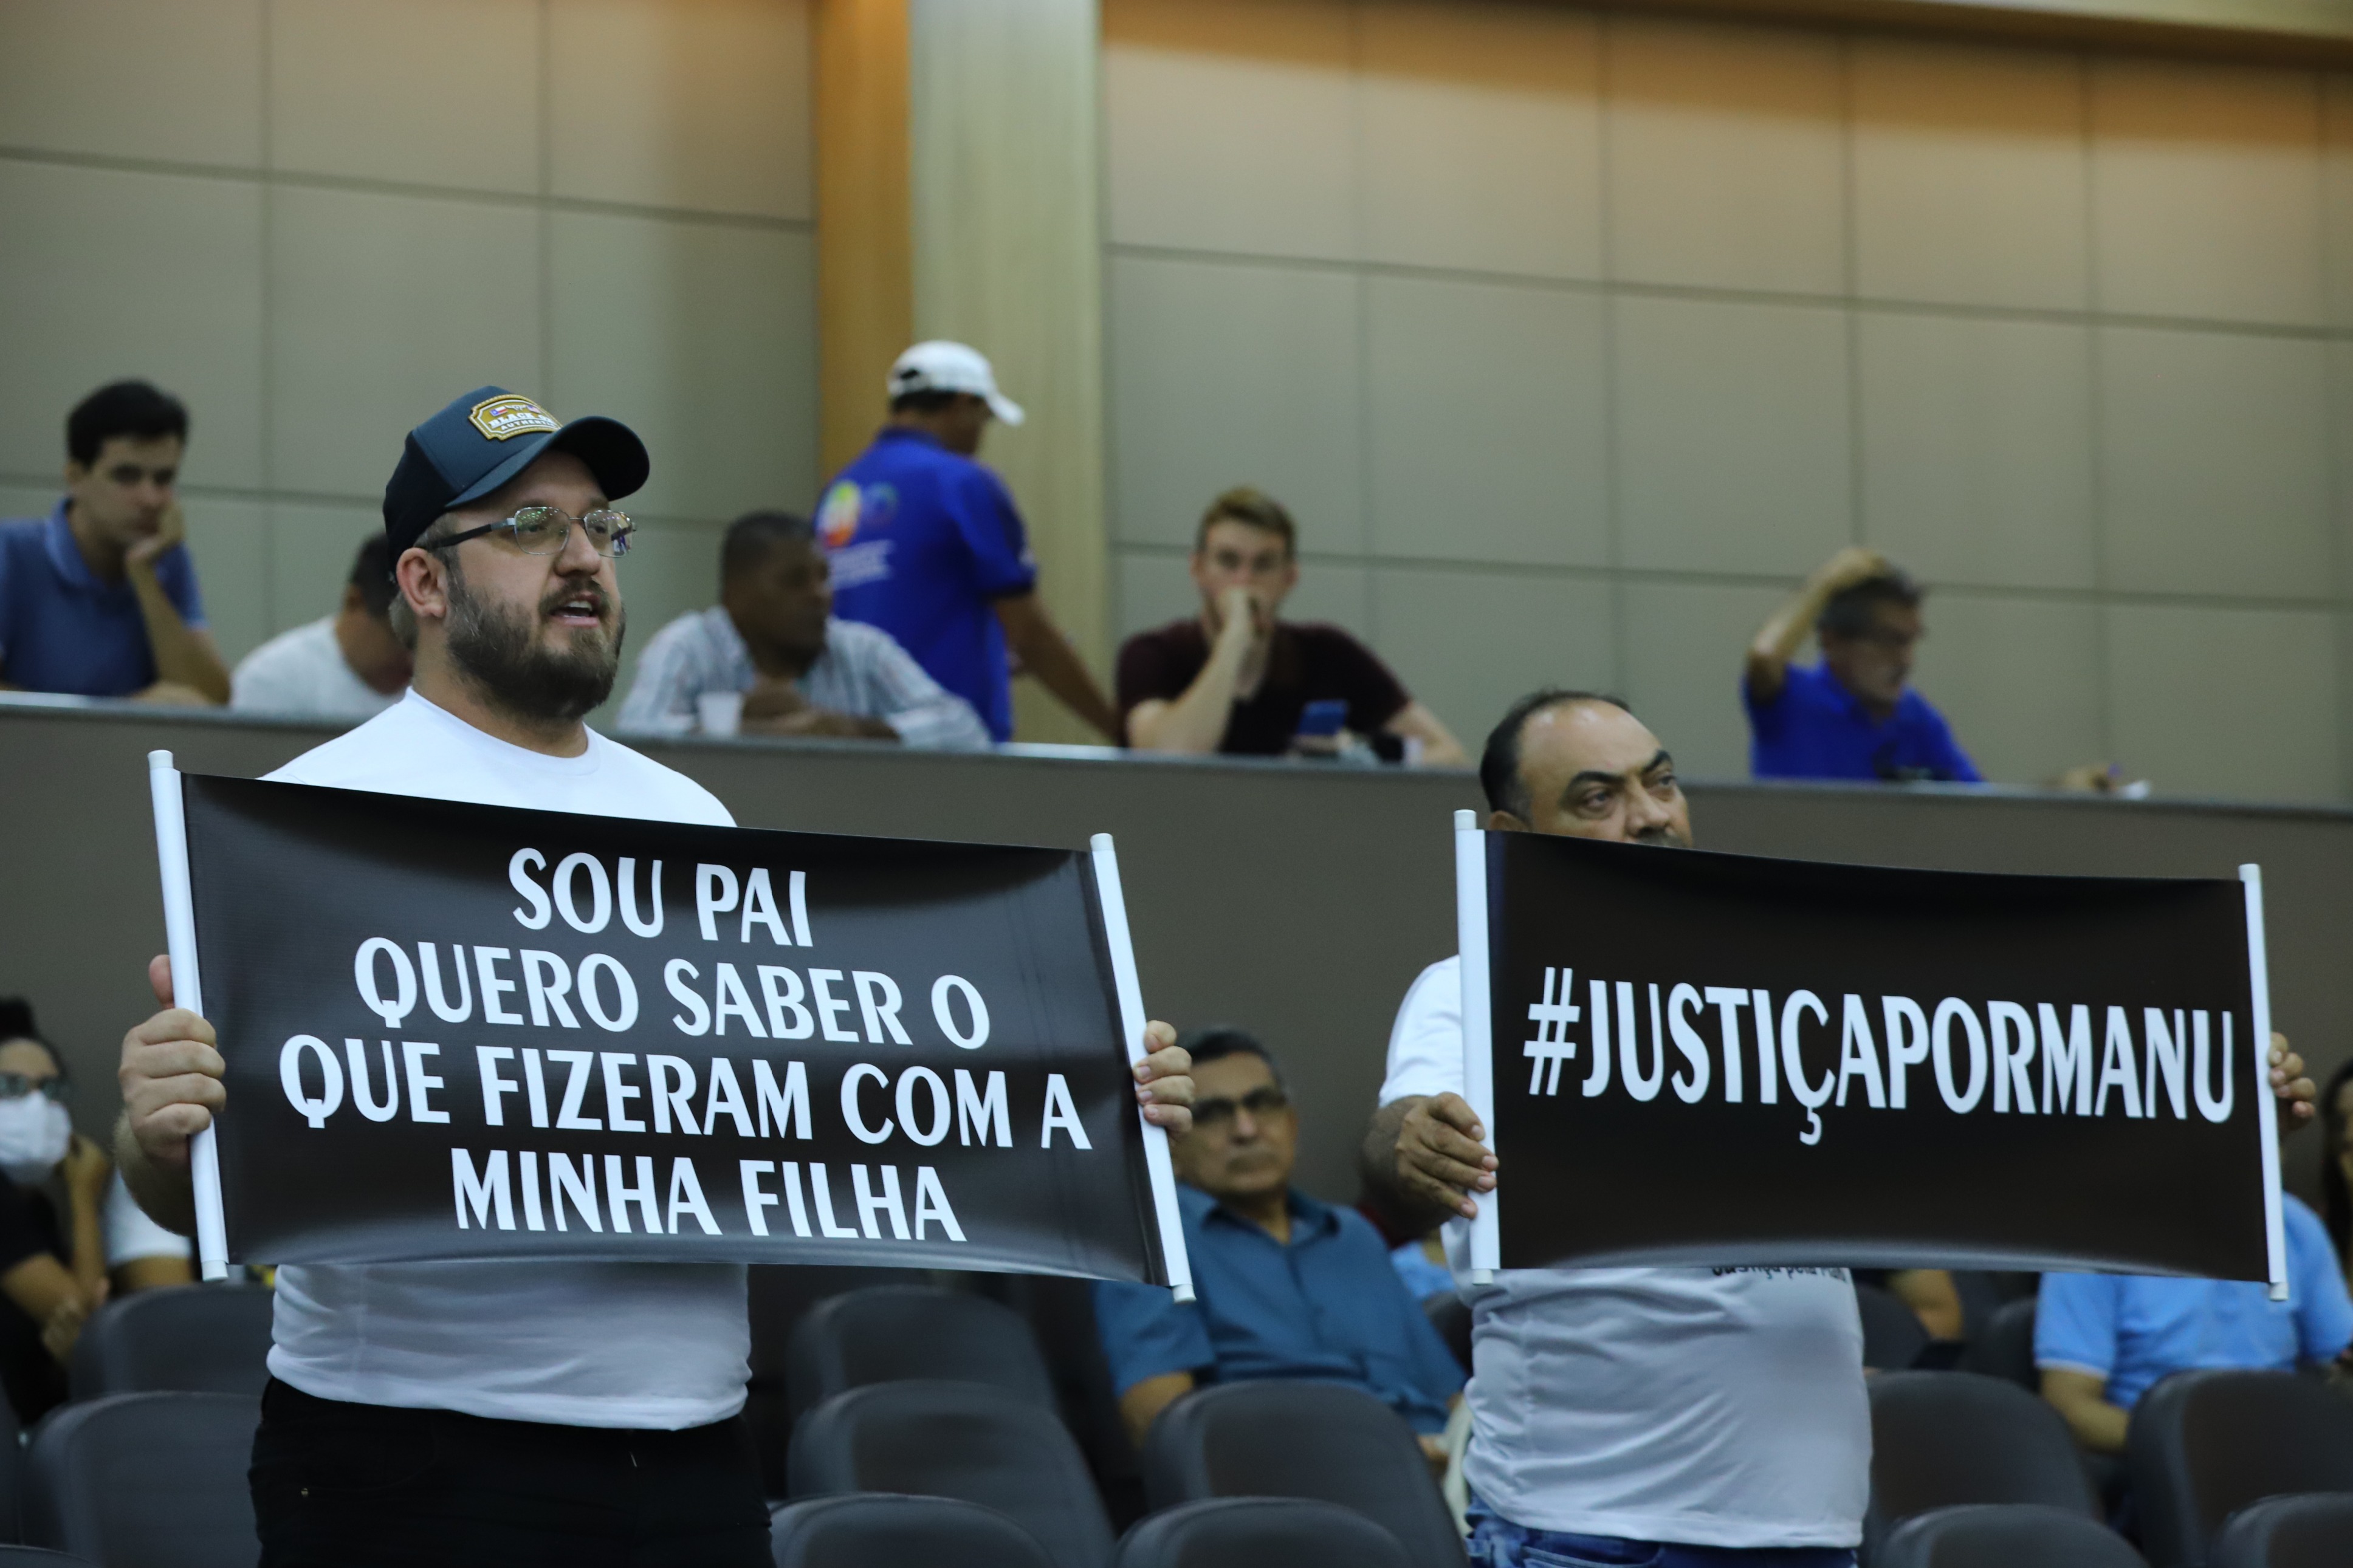 SOU PAI
QUERO SABER O
QUE FIZERAM COM A
MINHA FILHA
#JUSTIÇAPORMANU